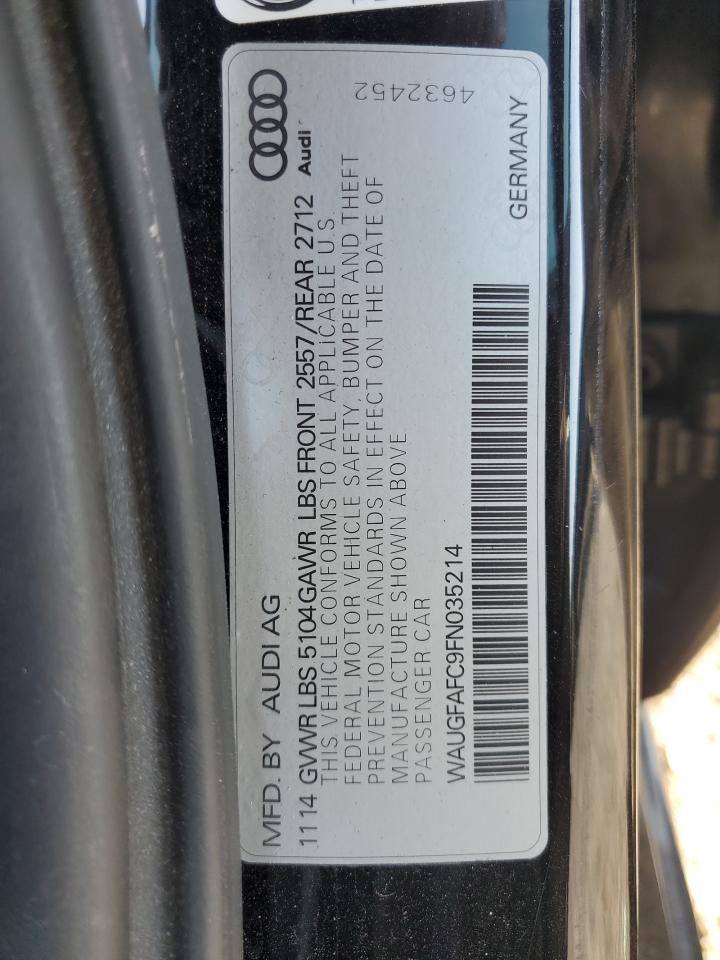 MFD. BY AUDI AG
Audi
1114 GVWR LBS 5104 GAWR LBS FRONT 2557/REAR 2712
THIS VEHICLE CONFORMS TO ALL APPLICABLE U.S.
FEDERAL MOTOR VEHICLE SAFETY, BUMPER AND THEFT
PREVENTION STANDARDS IN EFFECT ON THE DATE OF
MANUFACTURE SHOWN ABOVE
PASSENGER CAR
4632452
WAUGFAFC9FN035214
GERMANY